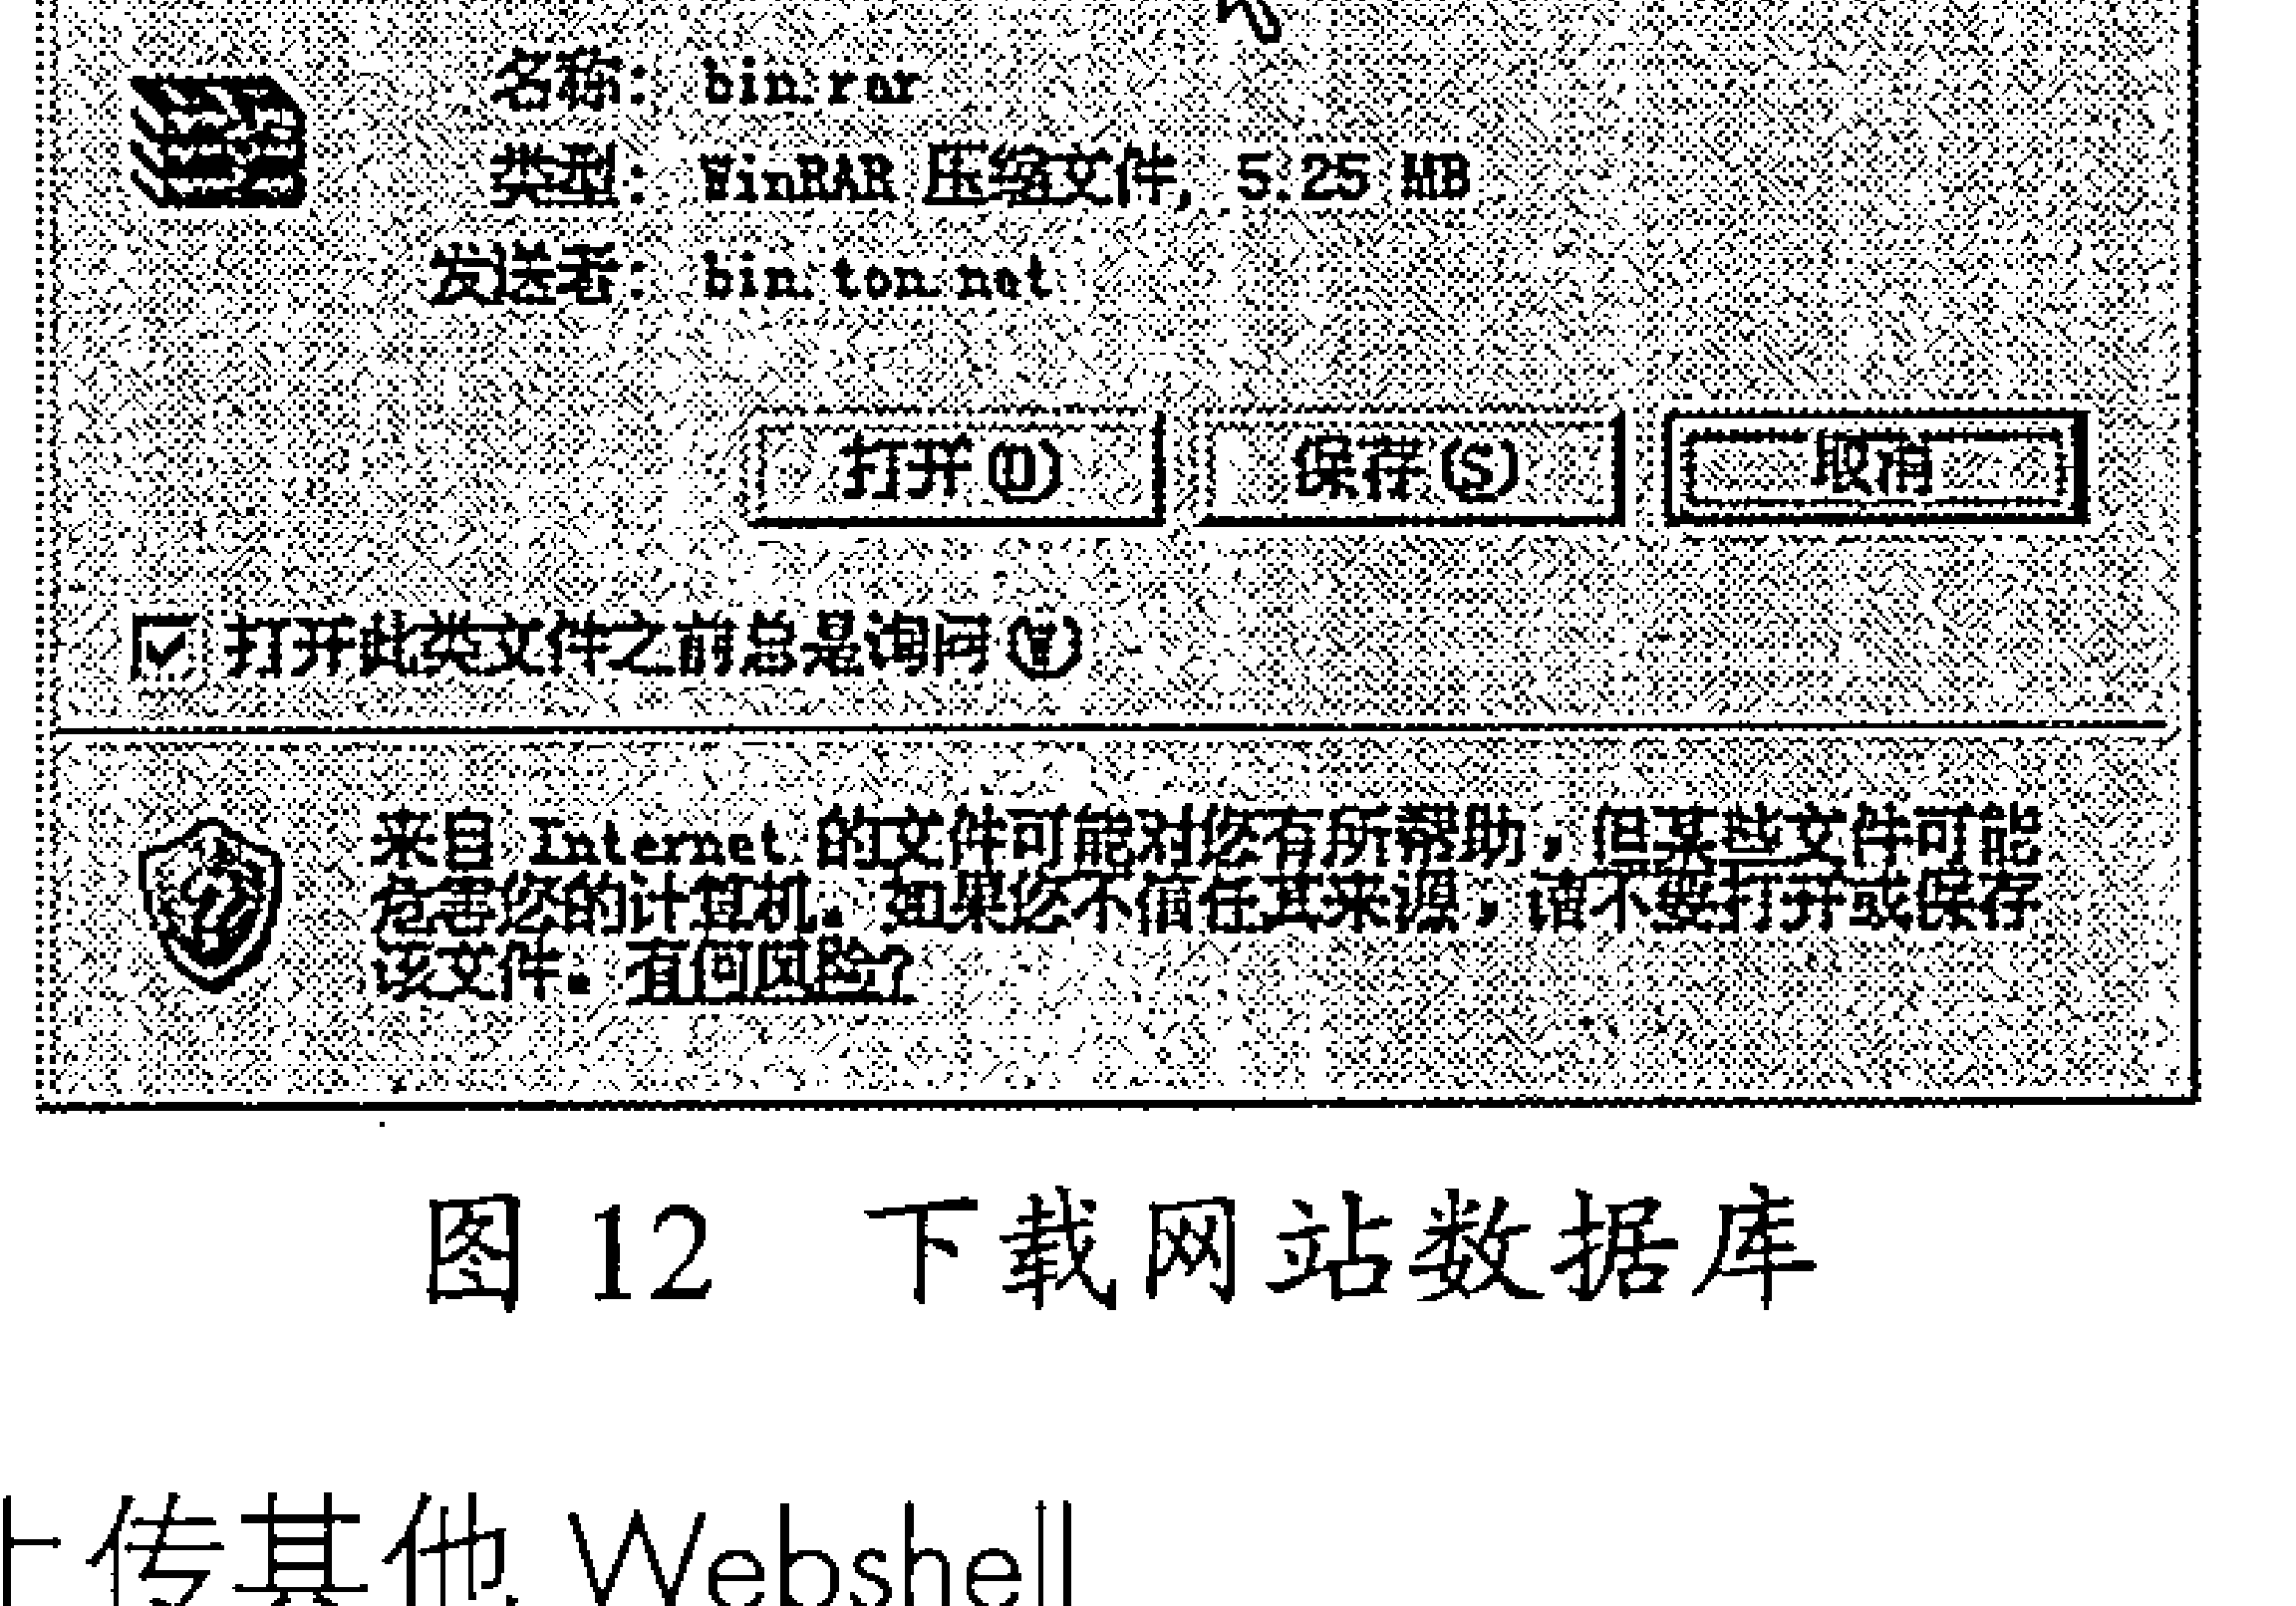 名称: bin.rar
类型: WinRAR 压缩文件, 5.25 MB
发送者: bin.ton.net
打开(O) 保存(S) 取消
打开此类文件之前总是询问(W)
来自 Internet 的文件可能对您有所帮助，但某些文件可能
危害您的计算机。如果您不信任其来源，请不要打开或保存
该文件。有何风险?
图 12 下载网站数据库
上传其他 Webshell